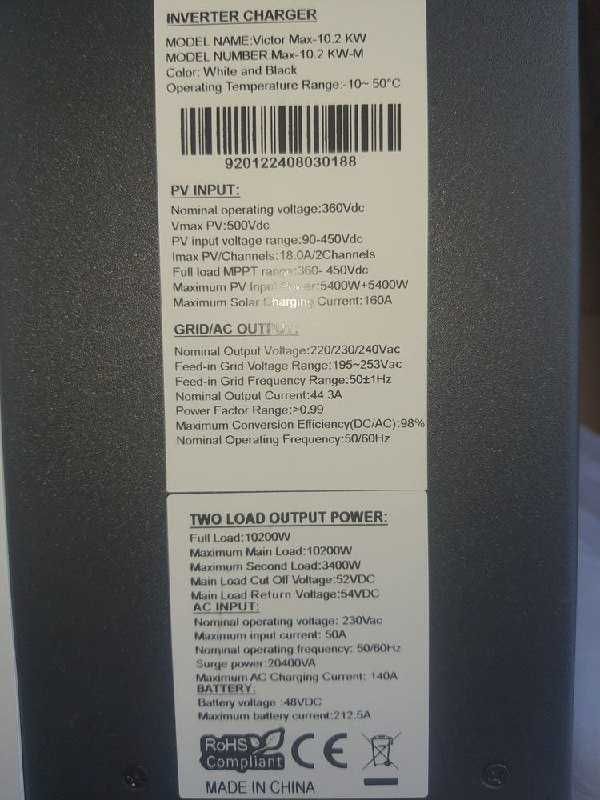 INVERTER CHARGER
MODEL NAME:Victor Max-10.2 KW
MODEL NUMBER Max-10.2 KW-M
Color: White and Black
Operating Temperature Range:-10~ 50°C
920122408030188
PV INPUT:
Nominal operating voltage:360Vdc
Vmax PV:500Vdc
PV input voltage range:90-450Vdc
Imax PV/Channels:18.0A/2Channels
Full load MPPT range:360- 450Vdc
Maximum PV Input Power:5400W+5400W
Maximum Solar Charging Current:160A
GRID/AC OUTPUT:
Nominal Output Voltage:220/230/240Vac
Feed-in Grid Voltage Range:195~253Vac
Feed-in Grid Frequency Range:50±1Hz
Nominal Output Current:44.3A
Power Factor Range:>0.99
Maximum Conversion Efficiency(DC/AC):98%
Nominal Operating Frequency:50/60Hz
TWO LOAD OUTPUT POWER:
Full Load:10200W
Maximum Main Load:10200W
Maximum Second Load:3400W
Main Load Cut Off Voltage:52VDC
Main Load Return Voltage:54VDC
AC INPUT:
Nominal operating voltage: 230Vac
Maximum input current: 50A
Nominal operating frequency: 50/60Hz
Surge power:20400VA
Maximum AC Charging Current: 140A
BATTERY:
Battery voltage :48VDC
Maximum battery current:212.5A
RoHS
Compliant
CE
MADE IN CHINA